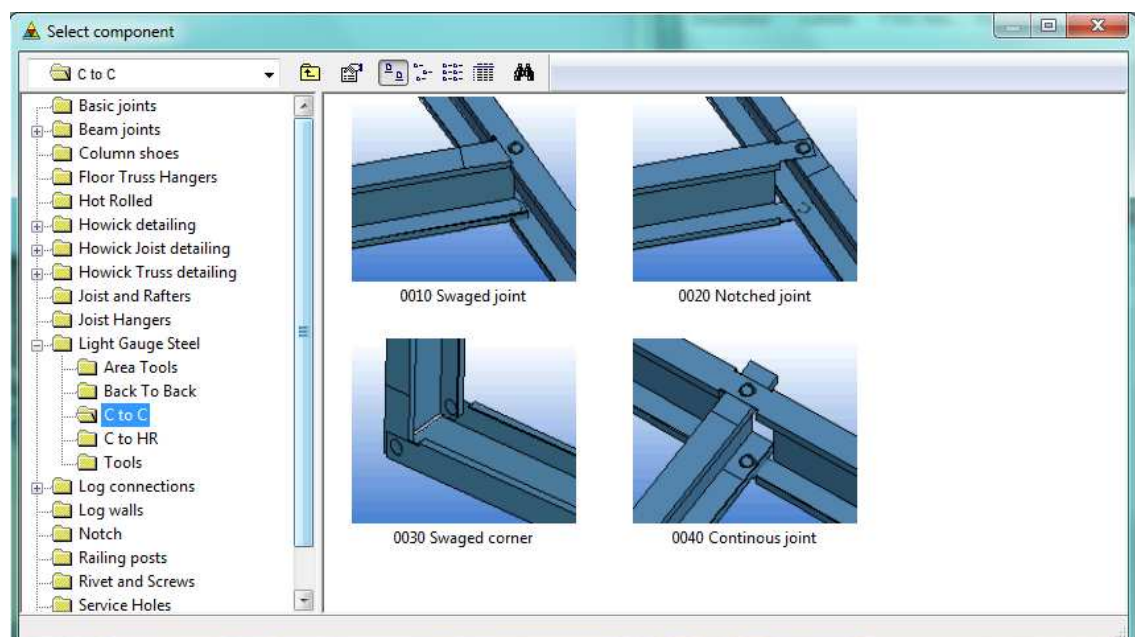 Select component
C to C
Basic joints
Beam joints
Column shoes
Floor Truss Hangers
Hot Rolled
Howick detailing
Howick Joist detailing
Howick Truss detailing
Joist and Rafters
Joist Hangers
Light Gauge Steel
Area Tools
Back To Back
C to C
C to HR
Tools
Log connections
Log walls
Notch
Railing posts
Rivet and Screws
Service Holes
0010 Swaged joint
0020 Notched joint
0030 Swaged corner
0040 Continous joint